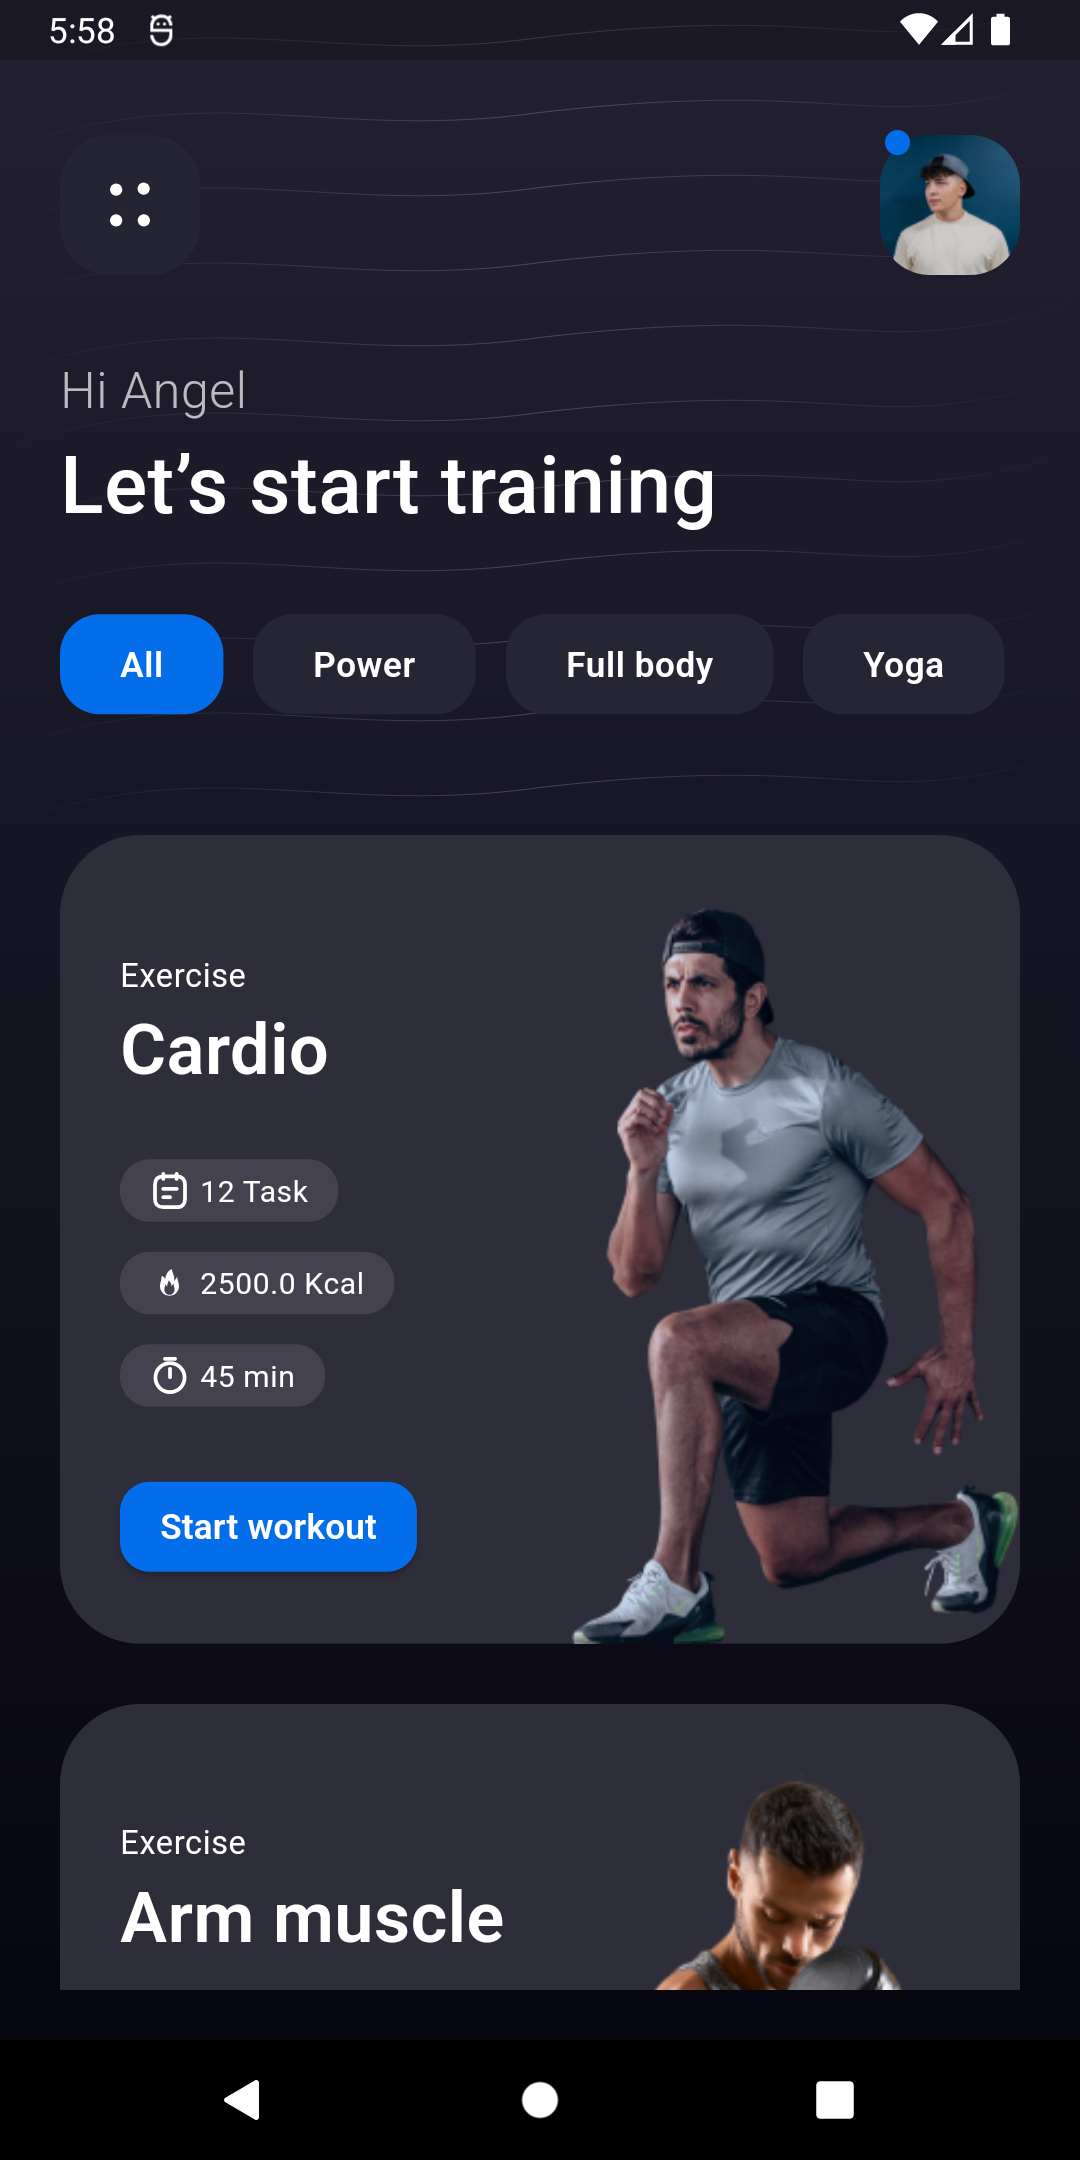 5:58
Hi Angel
Let’s start training
All
Power
Full body
Yoga
Exercise
Cardio
12 Task
2500.0 Kcal
45 min
Start workout
Exercise
Arm muscle